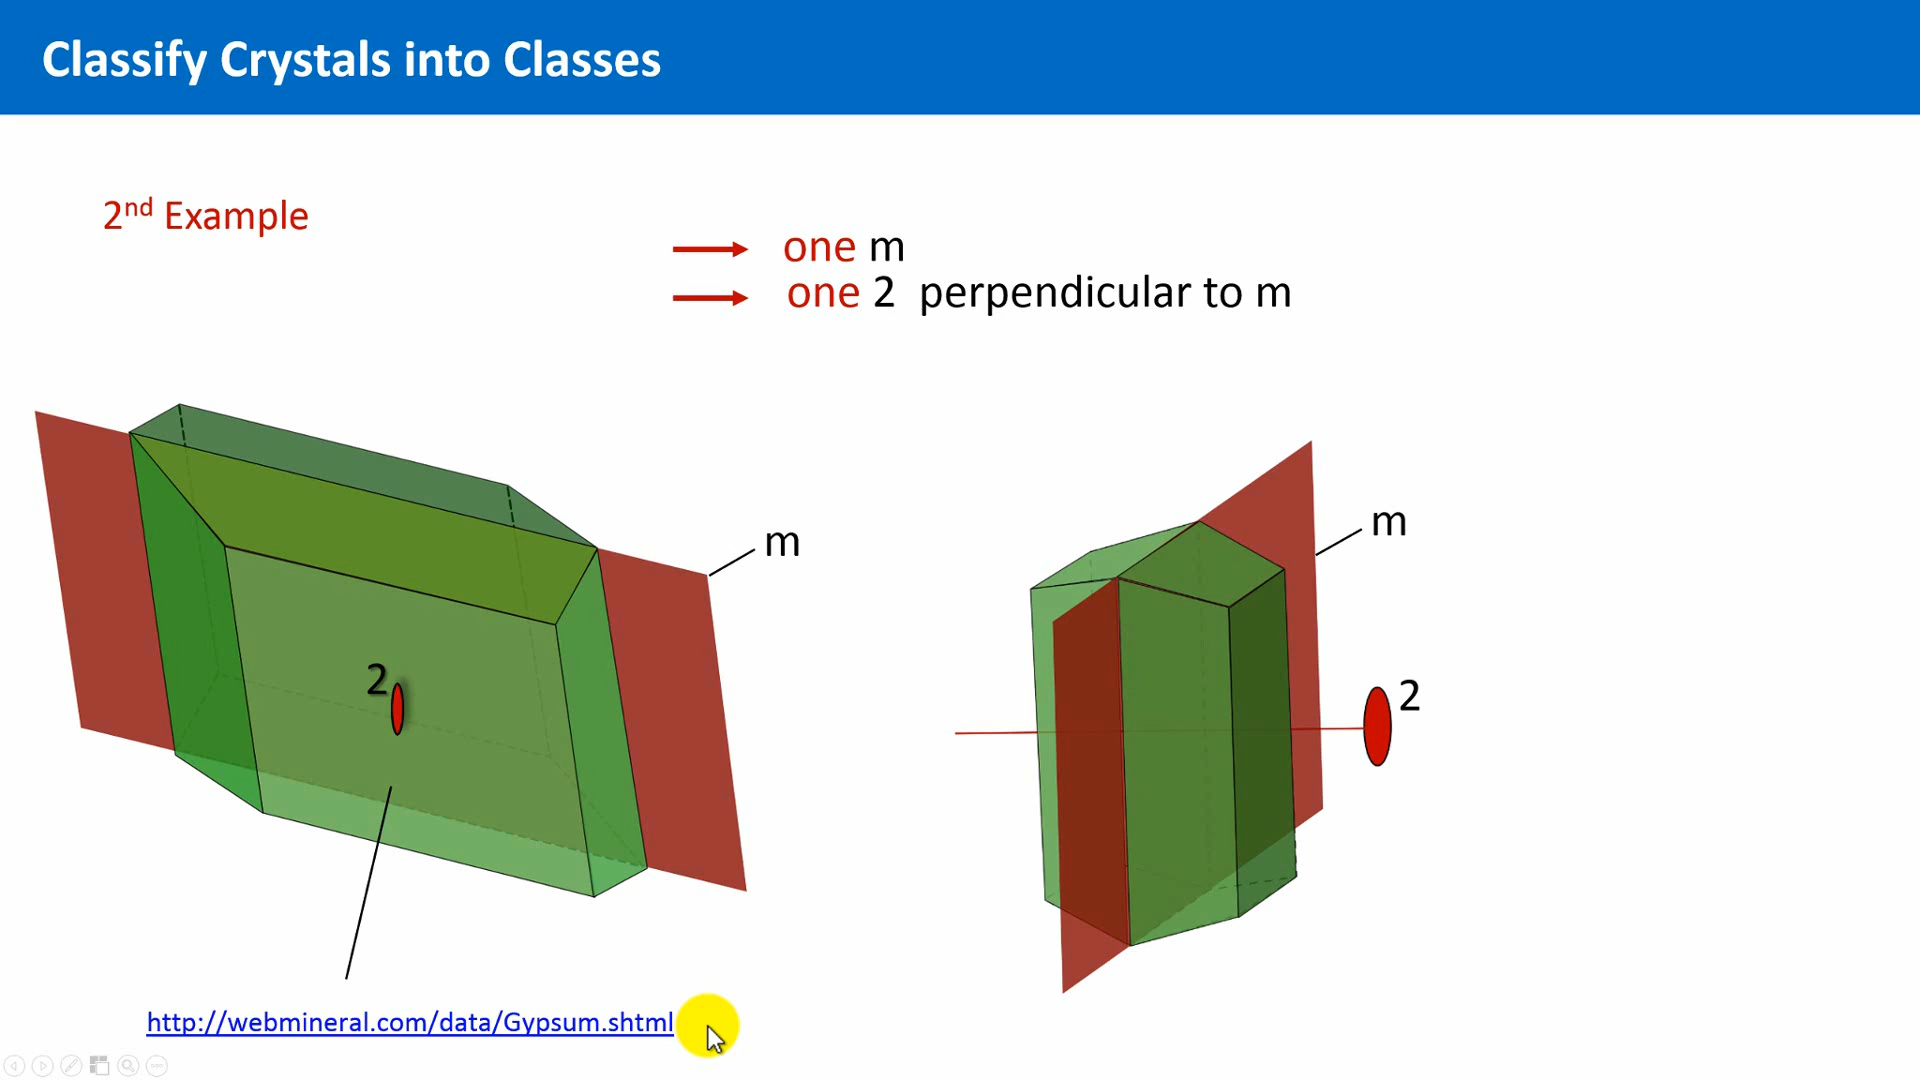 Classify Crystals into Classes
2nd Example
one m
one 2 perpendicular to m
m
m
2
2
http://webmineral.com/data/Gypsum.shtml